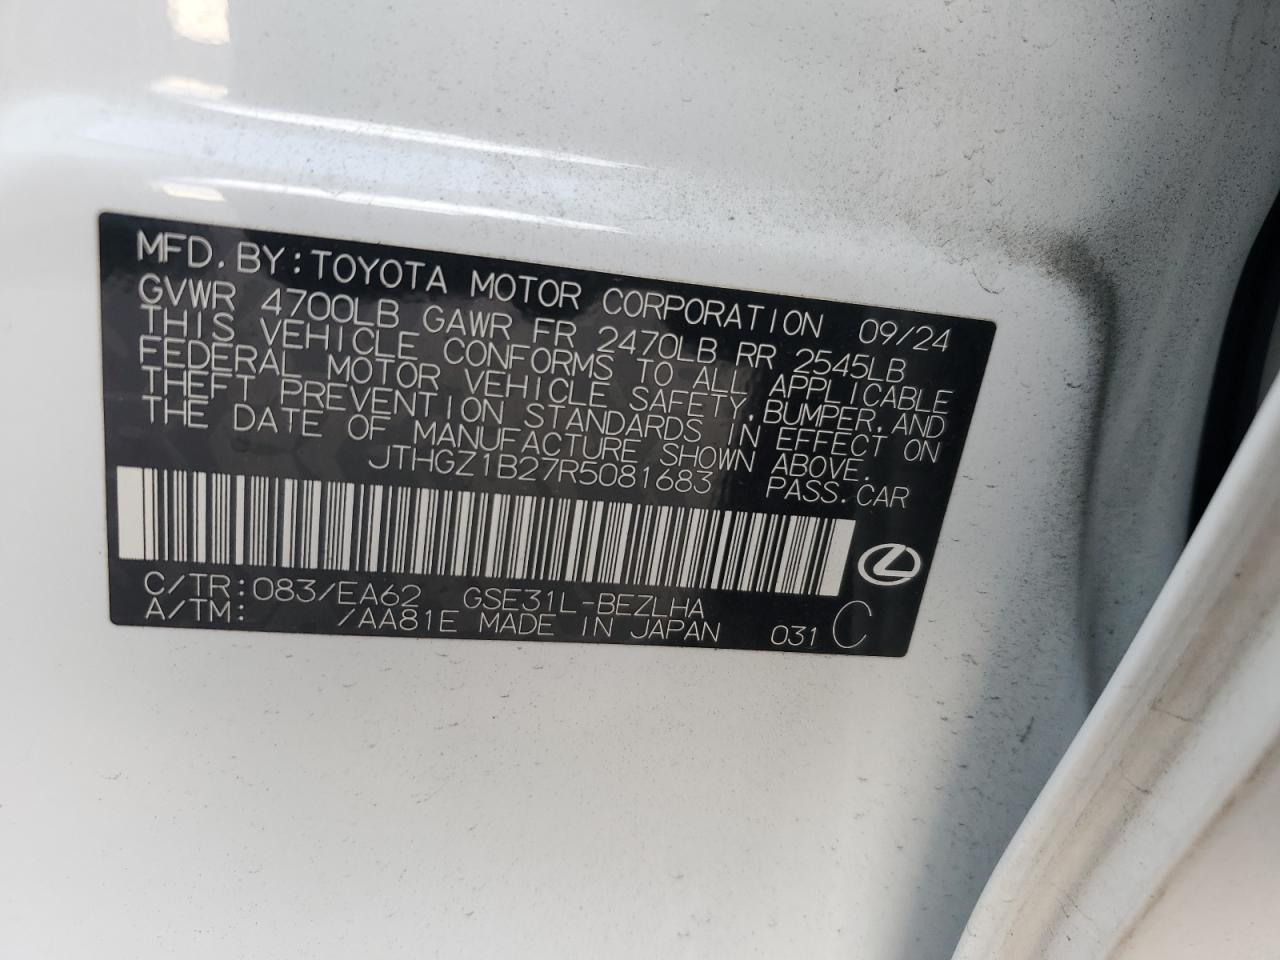 MFD. BY: TOYOTA MOTOR CORPORATION 09/24
GVWR 4700LB GAWR FR 2470LB RR 2545LB
THIS VEHICLE CONFORMS TO ALL APPLICABLE
FEDERAL MOTOR VEHICLE SAFETY, BUMPER, AND
THEFT PREVENTION STANDARDS IN EFFECT ON
THE DATE OF MANUFACTURE SHOWN ABOVE.
JTHGZ1B27R5081683 PASS. CAR
C/TR: 083/EA62 GSE31L-BEZLHA
A/TM: /AA81E MADE IN JAPAN 031 C